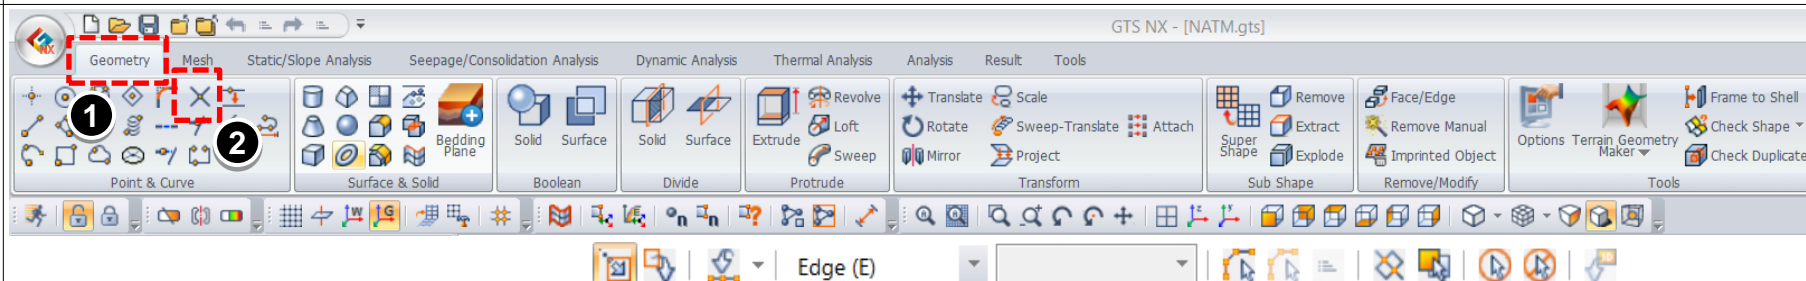 GTS NX - [NATM.gts]
NX
Geometry Mesh Static/Slope Analysis Seepage/Consolidation Analysis Dynamic Analysis Thermal Analysis Analysis Result Tools
1
2
Bedding Plane
Point & Curve
Surface & Solid
Solid Surface
Boolean
Solid Surface
Divide
Extrude
Revolve
Loft
Sweep
Protrude
Translate Scale
Rotate Sweep-Translate Attach
Mirror Project
Transform
Super Shape
Remove
Extract
Explode
Sub Shape
Face/Edge
Remove Manual
Imprinted Object
Remove/Modify
Options Terrain Geometry Maker
Frame to Shell
Check Shape
Check Duplicate
Tools
Edge (E)